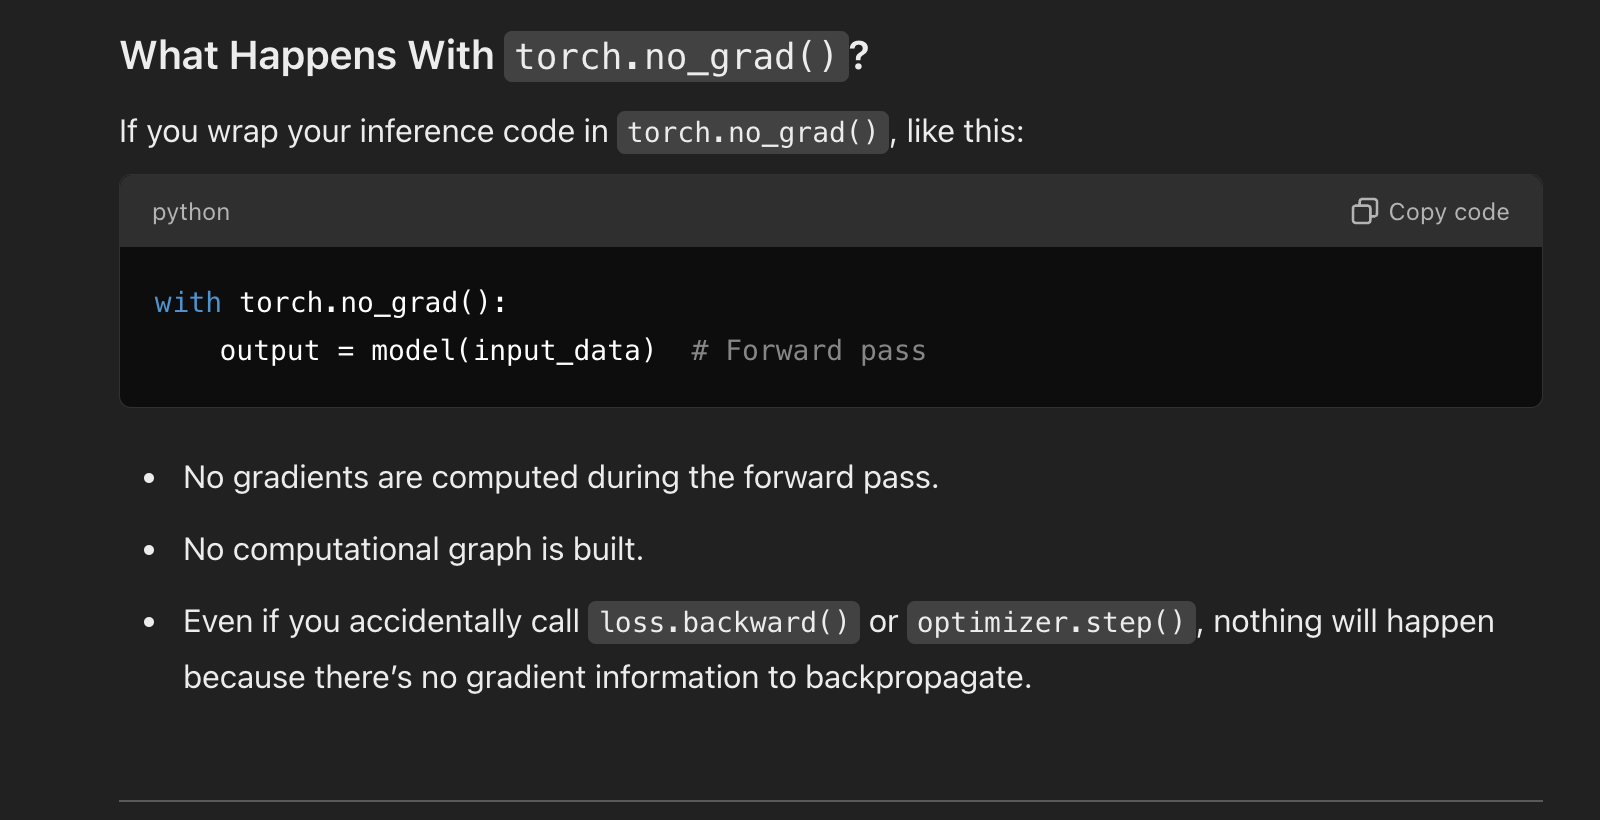 What Happens With torch.no_grad()?
If you wrap your inference code in torch.no_grad(), like this:
python
Copy code
with torch.no_grad():
    output = model(input_data)  # Forward pass
• No gradients are computed during the forward pass.
• No computational graph is built.
• Even if you accidentally call loss.backward() or optimizer.step(), nothing will happen
because there’s no gradient information to backpropagate.